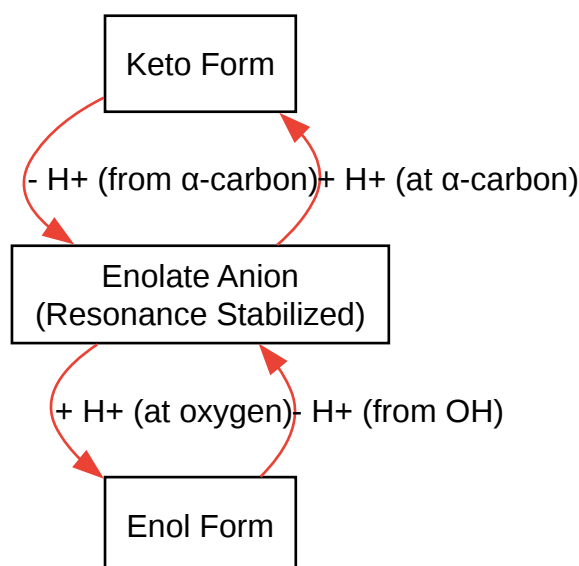 Keto Form
- H+ (from α-carbon)
+ H+ (at α-carbon)
Enolate Anion
(Resonance Stabilized)
+ H+ (at oxygen)
- H+ (from OH)
Enol Form